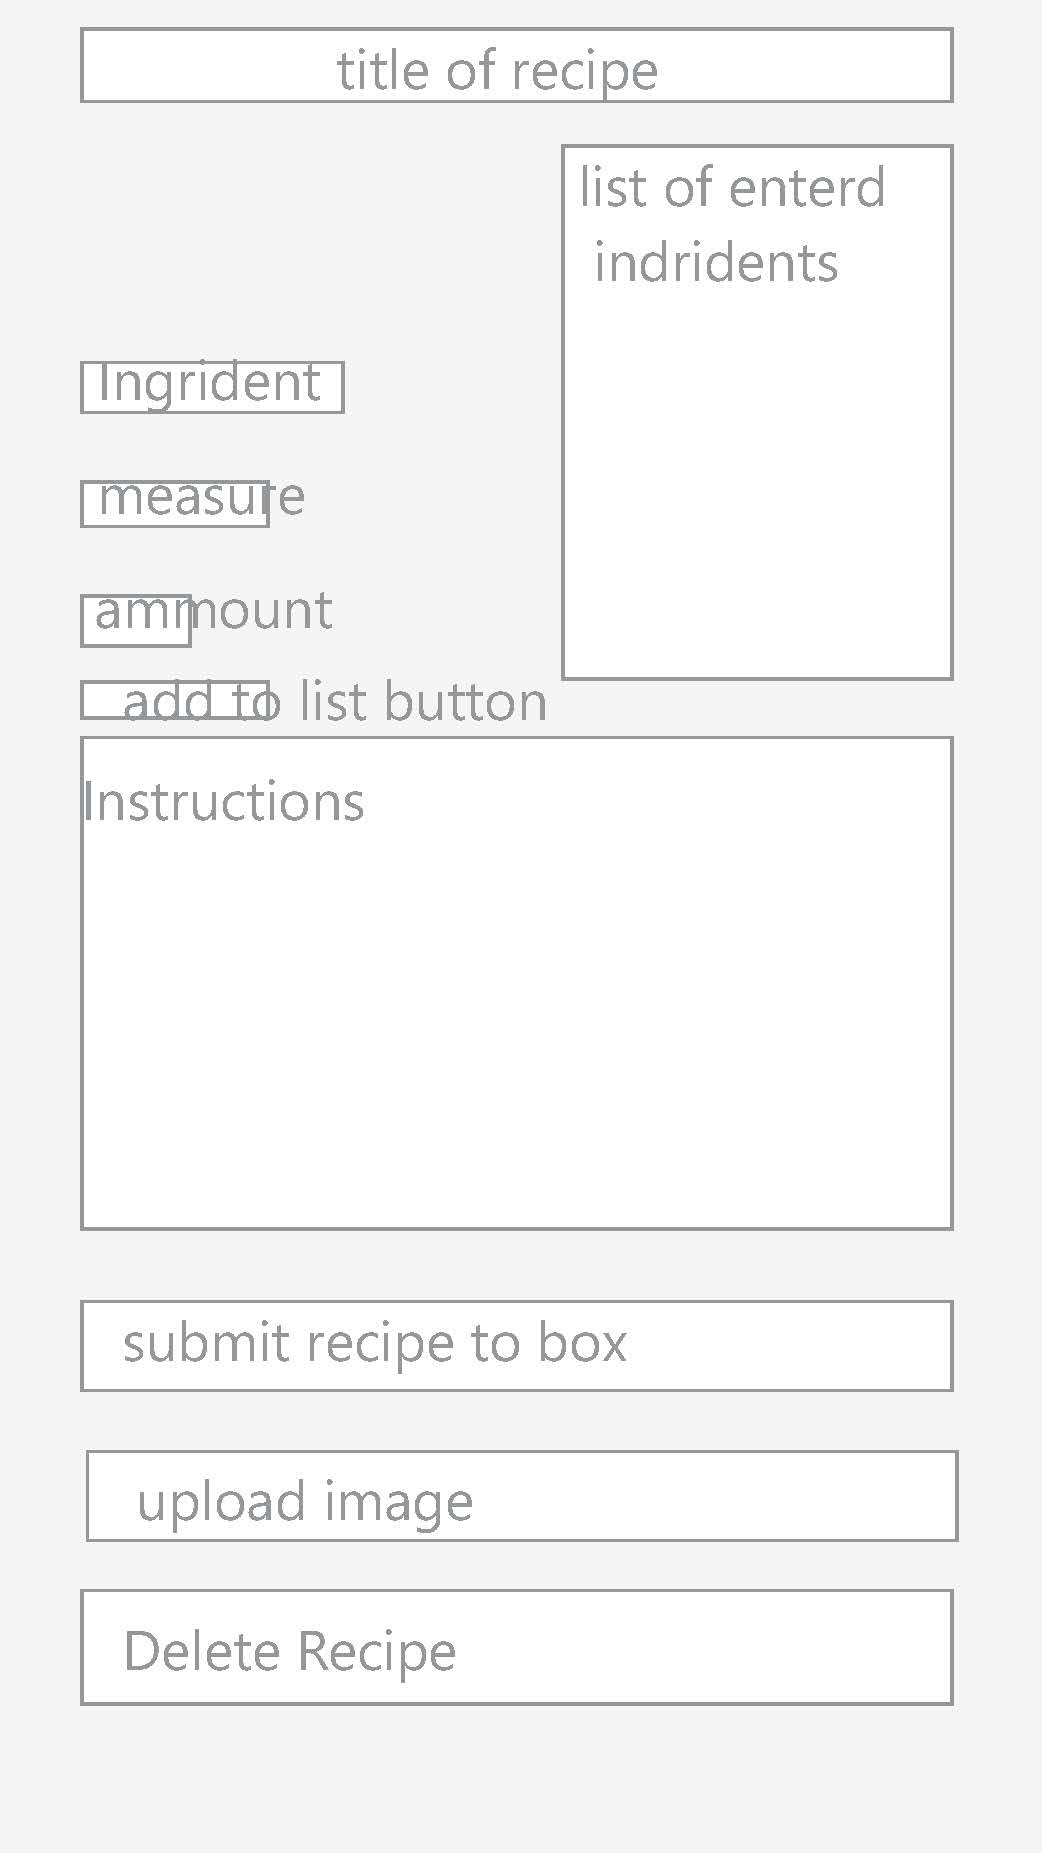 title of recipe
list of enterd
indridents
Ingrident
measure
ammount
add to list button
Instructions
submit recipe to box
upload image
Delete Recipe